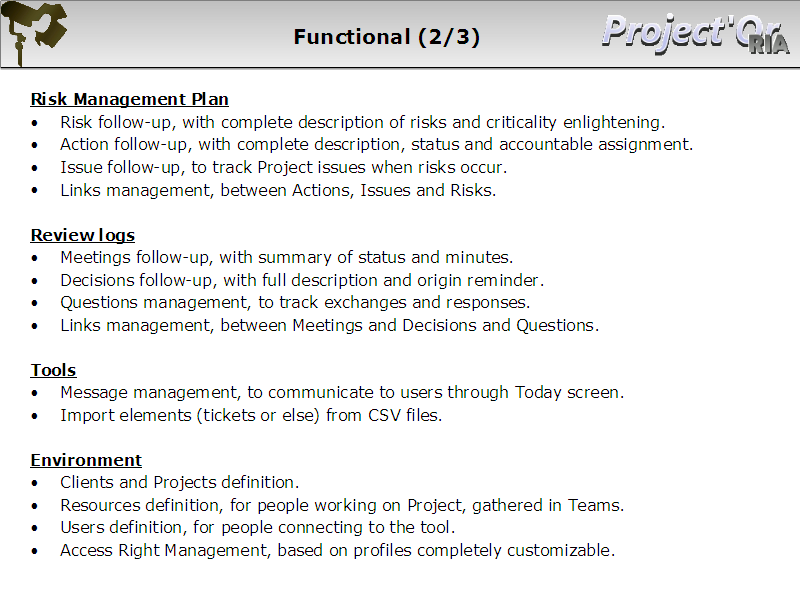 Functional (2/3)
Project'Or
RIA
Risk Management Plan
• Risk follow-up, with complete description of risks and criticality enlightening.
• Action follow-up, with complete description, status and accountable assignment.
• Issue follow-up, to track Project issues when risks occur.
• Links management, between Actions, Issues and Risks.
Review logs
• Meetings follow-up, with summary of status and minutes.
• Decisions follow-up, with full description and origin reminder.
• Questions management, to track exchanges and responses.
• Links management, between Meetings and Decisions and Questions.
Tools
• Message management, to communicate to users through Today screen.
• Import elements (tickets or else) from CSV files.
Environment
• Clients and Projects definition.
• Resources definition, for people working on Project, gathered in Teams.
• Users definition, for people connecting to the tool.
• Access Right Management, based on profiles completely customizable.